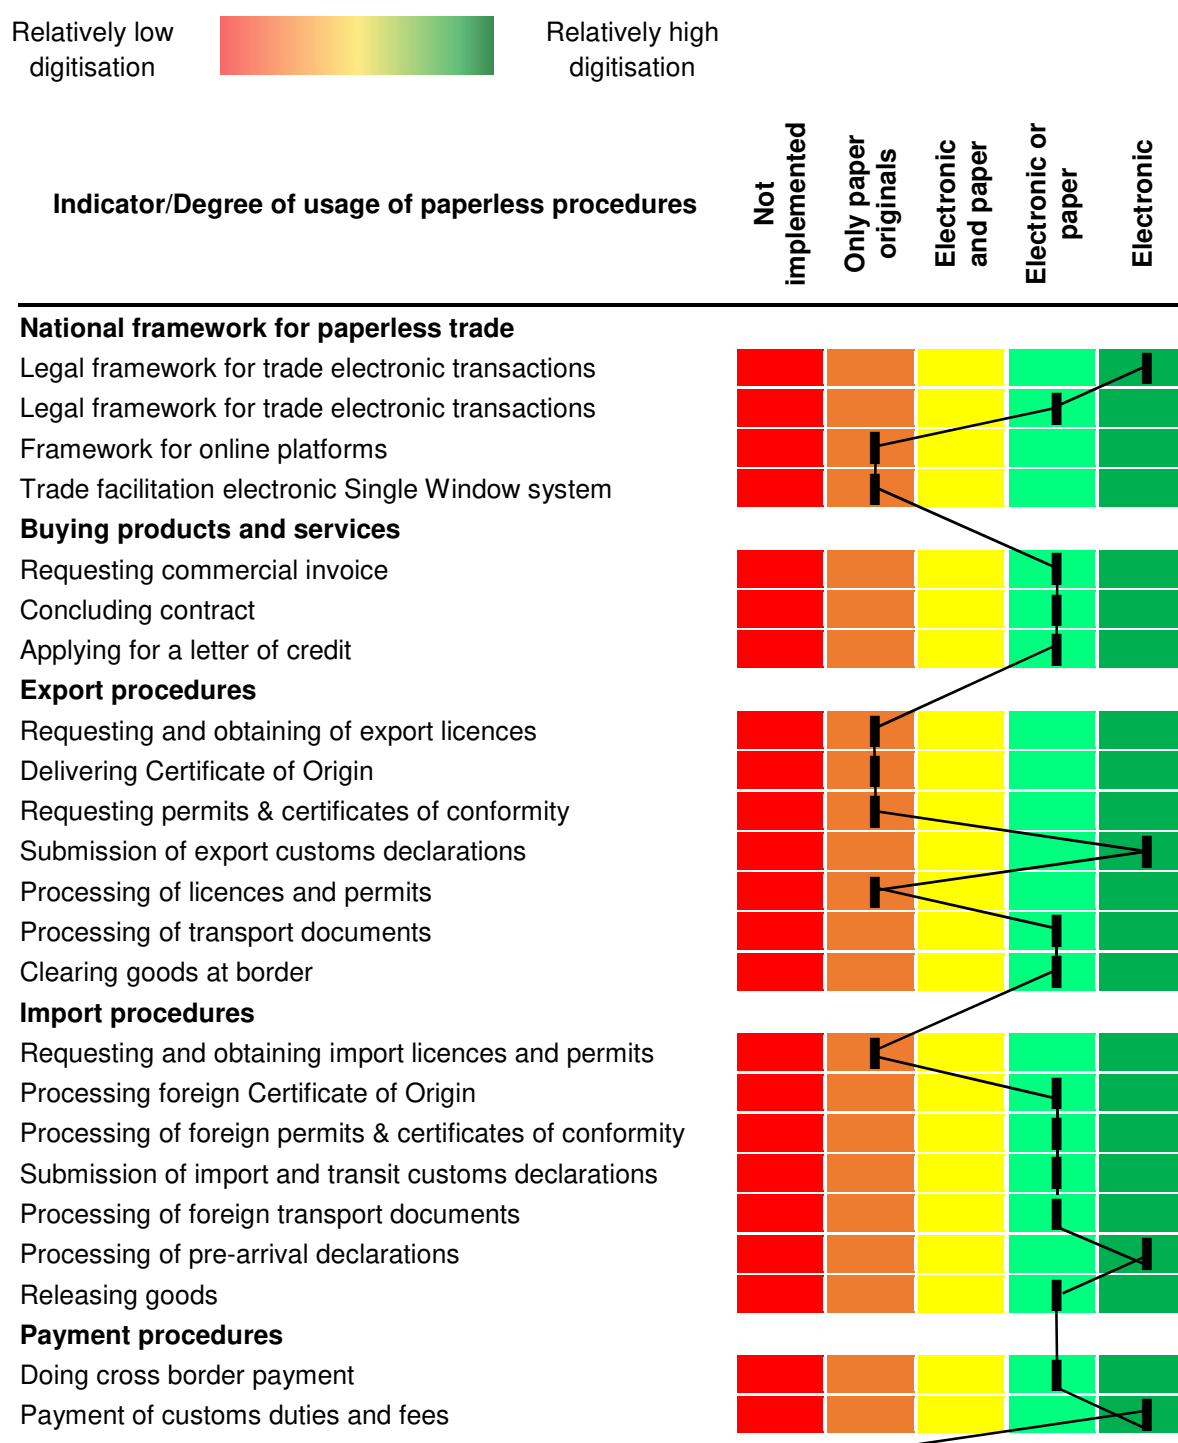 Relatively low
digitisation
Relatively high
digitisation
Indicator/Degree of usage of paperless procedures
Not
implemented
Only paper
originals
Electronic
and paper
Electronic or
paper
Electronic
National framework for paperless trade
Legal framework for trade electronic transactions
Legal framework for trade electronic transactions
Framework for online platforms
Trade facilitation electronic Single Window system
Buying products and services
Requesting commercial invoice
Concluding contract
Applying for a letter of credit
Export procedures
Requesting and obtaining of export licences
Delivering Certificate of Origin
Requesting permits & certificates of conformity
Submission of export customs declarations
Processing of licences and permits
Processing of transport documents
Clearing goods at border
Import procedures
Requesting and obtaining import licences and permits
Processing foreign Certificate of Origin
Processing of foreign permits & certificates of conformity
Submission of import and transit customs declarations
Processing of foreign transport documents
Processing of pre-arrival declarations
Releasing goods
Payment procedures
Doing cross border payment
Payment of customs duties and fees